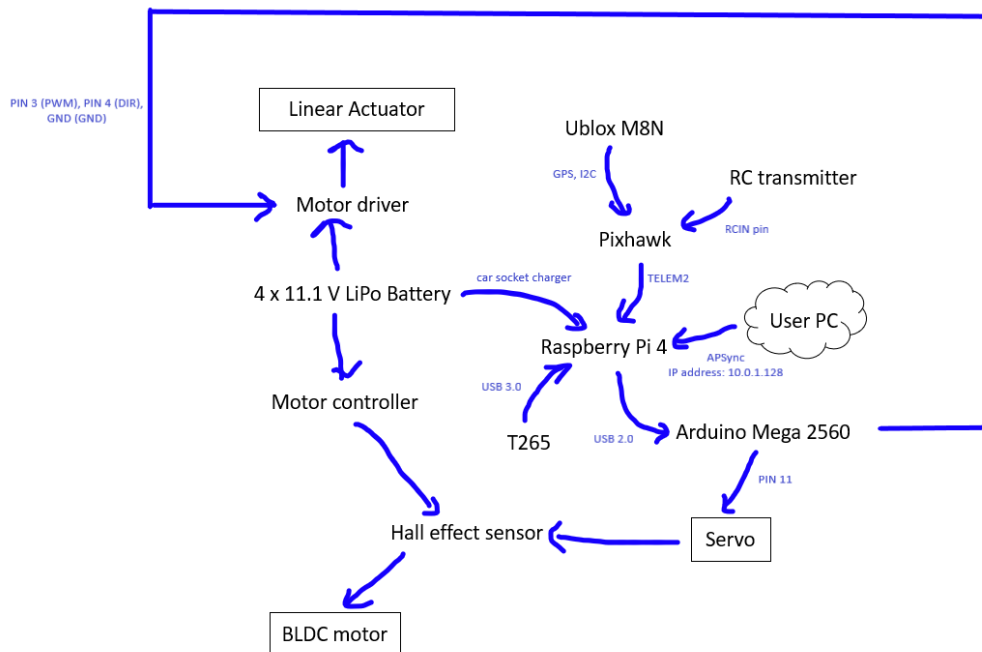 PIN 3 (PWM), PIN 4 (DIR),
GND (GND)
Linear Actuator
Ublox M8N
GPS, I2C
RC transmitter
Motor driver
RCIN pin
Pixhawk
car socket charger
TELEM2
4 x 11.1 V LiPo Battery
User PC
Raspberry Pi 4
APSync
IP address: 10.0.1.128
USB 3.0
Motor controller
T265
USB 2.0
Arduino Mega 2560
PIN 11
Hall effect sensor
Servo
BLDC motor